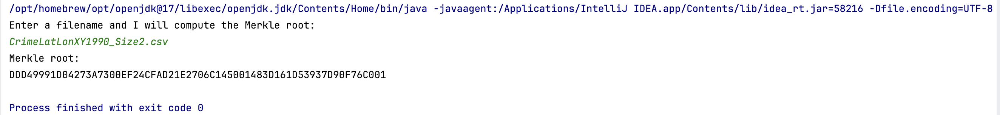 /opt/homebrew/opt/openjdk@17/libexec/openjdk.jdk/Contents/Home/bin/java -javaagent:/Applications/IntelliJ IDEA.app/Contents/lib/idea_rt.jar=58216 -Dfile.encoding=UTF-8
Enter a filename and I will compute the Merkle root:
CrimeLatLonXY1990_Size2.csv
Merkle root:
DDD49991D04273A7300EF24CFAD21E2706C145001483D161D53937D90F76C001
Process finished with exit code 0